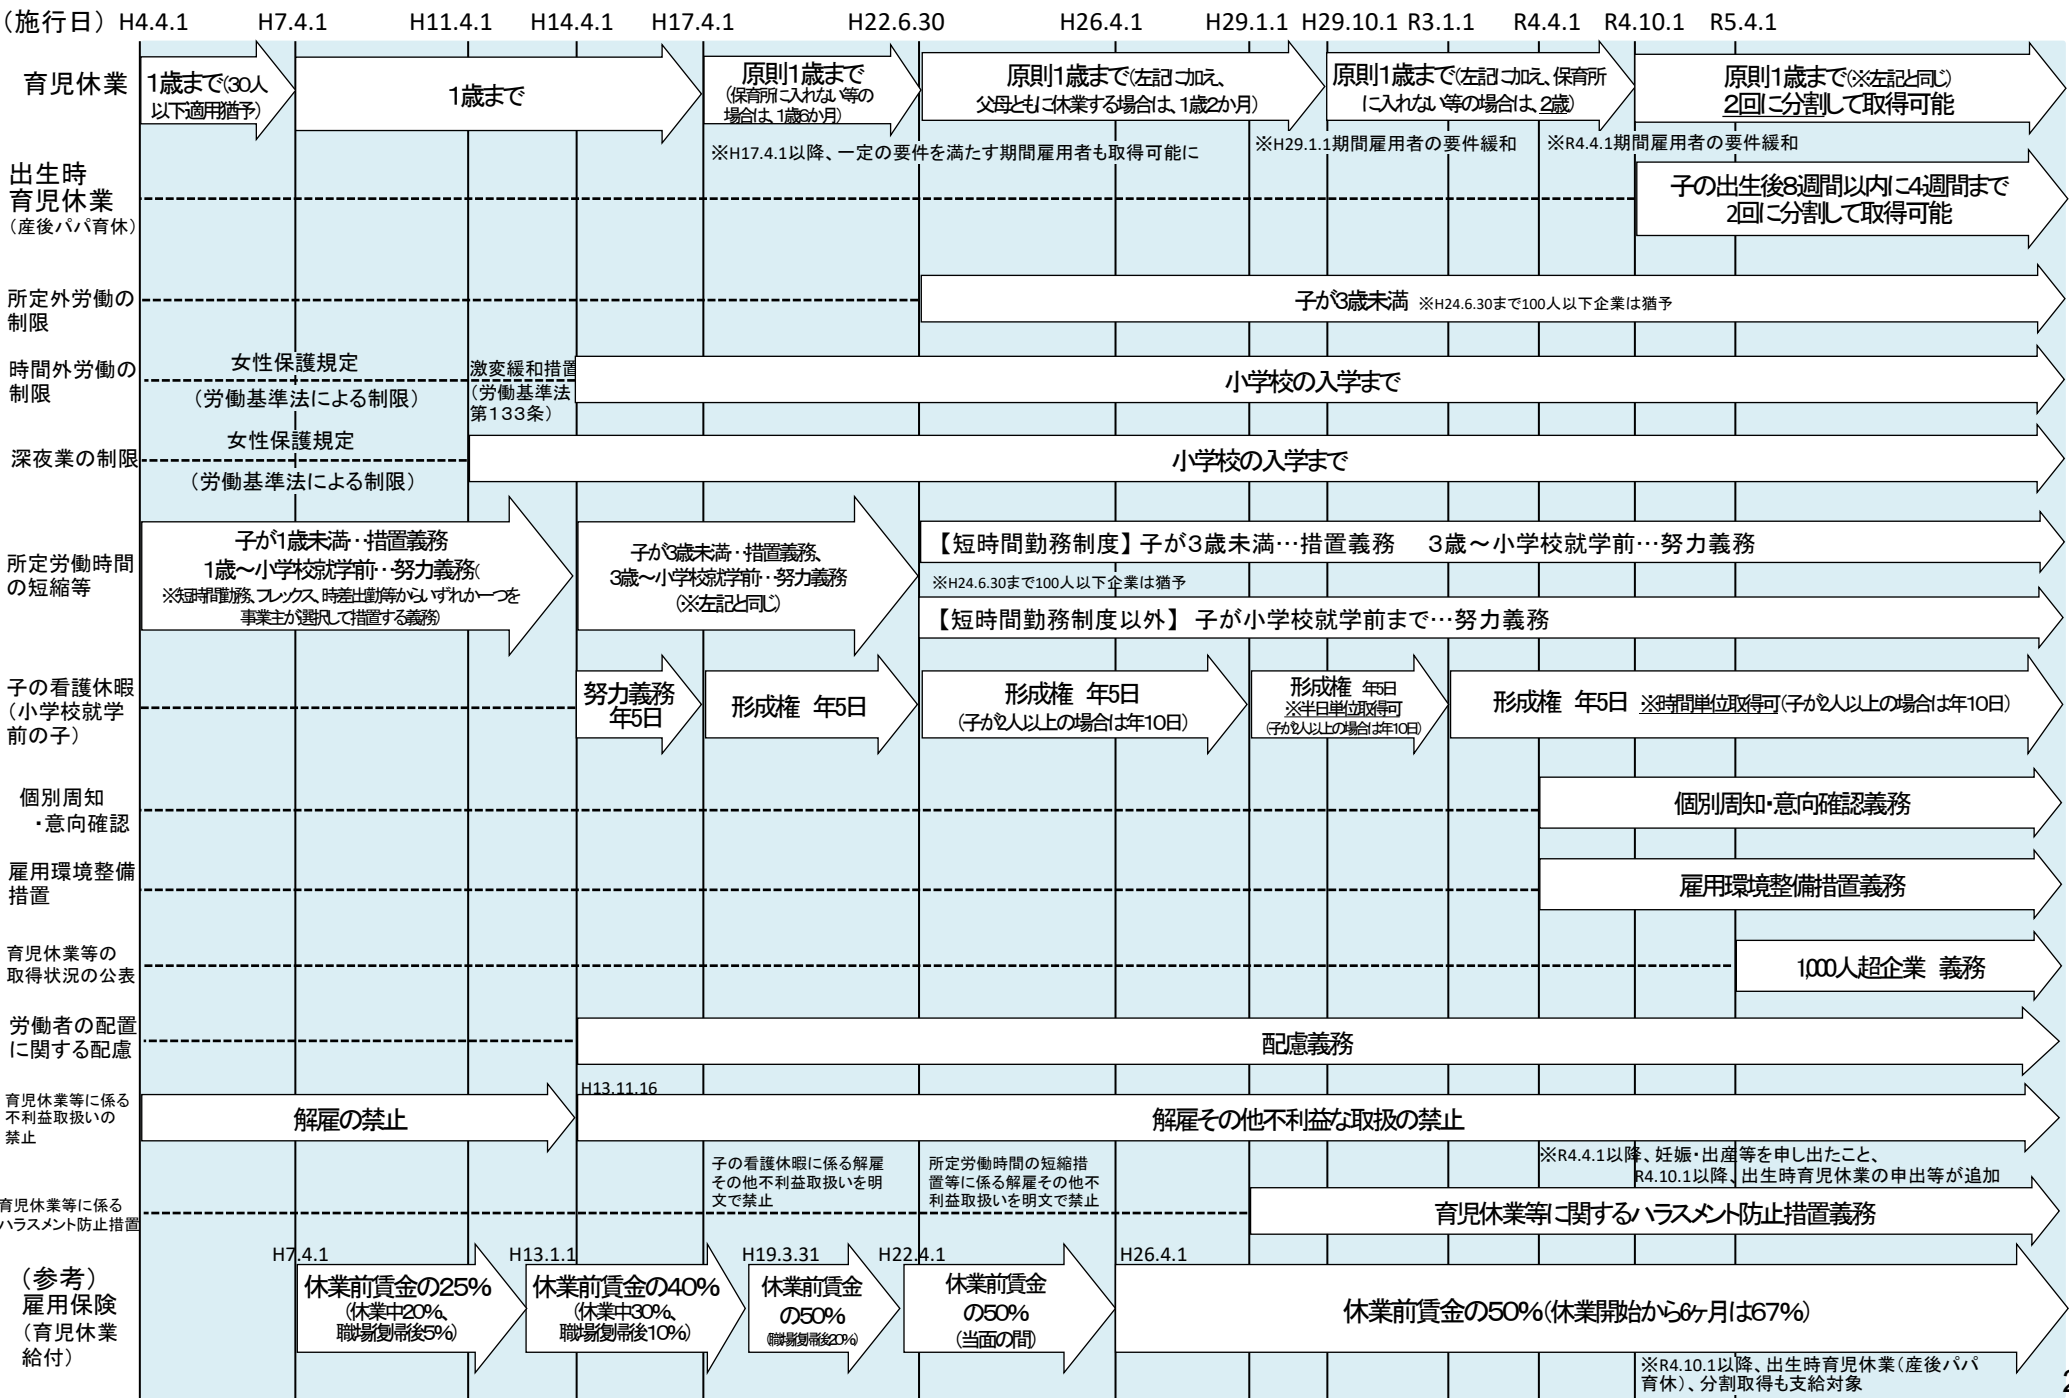 (施行日) H4.4.1 H7.4.1 H11.4.1 H14.4.1 H17.4.1 H22.6.30 H26.4.1 H29.1.1 H29.10.1 R3.1.1 R4.4.1 R4.10.1 R5.4.1
育児休業
1歳まで(30人
以下適用猶予)
1歳まで
原則1歳まで
(保育所に入れない等の
場合は、1歳6か月)
原則1歳まで(左記に加え、
父母ともに休業する場合は、1歳2か月)
原則1歳まで(左記に加え、保育所
に入れない等の場合は、2歳)
原則1歳まで(※左記と同じ)
2回に分割して取得可能
※H17.4.1以降、一定の要件を満たす期間雇用者も取得可能に
※H29.1.1期間雇用者の要件緩和
※R4.4.1期間雇用者の要件緩和
出生時
育児休業
(産後パパ育休)
子の出生後8週間以内に4週間まで
2回に分割して取得可能
所定外労働の
制限
子が3歳未満 ※H24.6.30まで100人以下企業は猶予
時間外労働の
制限
女性保護規定
(労働基準法による制限)
激変緩和措置
(労働基準法
第133条)
小学校の入学まで
深夜業の制限
女性保護規定
(労働基準法による制限)
小学校の入学まで
所定労働時間
の短縮等
子が1歳未満‥措置義務
1歳~小学校就学前…努力義務(
※短時間勤務、フレックス、時差出勤等からいずれか一つを
事業主が選択して措置する義務)
子が3歳未満‥措置義務、
3歳~小学校就学前…努力義務
(※左記と同じ)
【短時間勤務制度】子が3歳未満…措置義務 3歳~小学校就学前…努力義務
※H24.6.30まで100人以下企業は猶予
【短時間勤務制度以外】 子が小学校就学前まで…努力義務
子の看護休暇
(小学校就学
前の子)
努力義務
年5日
形成権 年5日
形成権 年5日
(子が2人以上の場合は年10日)
形成権 年5日
※半日単位取得可
(子が2人以上の場合は年10日)
形成権 年5日 ※時間単位取得可(子が2人以上の場合は年10日)
個別周知
・意向確認
個別周知・意向確認義務
雇用環境整備
措置
雇用環境整備措置義務
育児休業等の
取得状況の公表
1,000人超企業 義務
労働者の配置
に関する配慮
配慮義務
育児休業等に係る
不利益取扱いの
禁止
解雇の禁止
H13.11.16
解雇その他不利益な取扱の禁止
子の看護休暇に係る解雇
その他不利益取扱いを明
文で禁止
所定労働時間の短縮措
置等に係る解雇その他不
利益取扱いを明文で禁止
※R4.4.1以降、妊娠・出産等を申し出たこと、
R4.10.1以降、出生時育児休業の申出等が追加
育児休業等に係る
ハラスメント防止措置
育児休業等に関するハラスメント防止措置義務
(参考)
雇用保険
(育児休業
給付)
H7.4.1
休業前賃金の25%
(休業中20%、
職場復帰後5%)
H13.1.1
休業前賃金の40%
(休業中30%、
職場復帰後10%)
H19.3.31
休業前賃金
の50%
(職場復帰後20%)
H22.4.1
休業前賃金
の50%
(当面の間)
H26.4.1
休業前賃金の50%(休業開始から6ヶ月は67%)
※R4.10.1以降、出生時育児休業(産後パパ
育休)、分割取得も支給対象